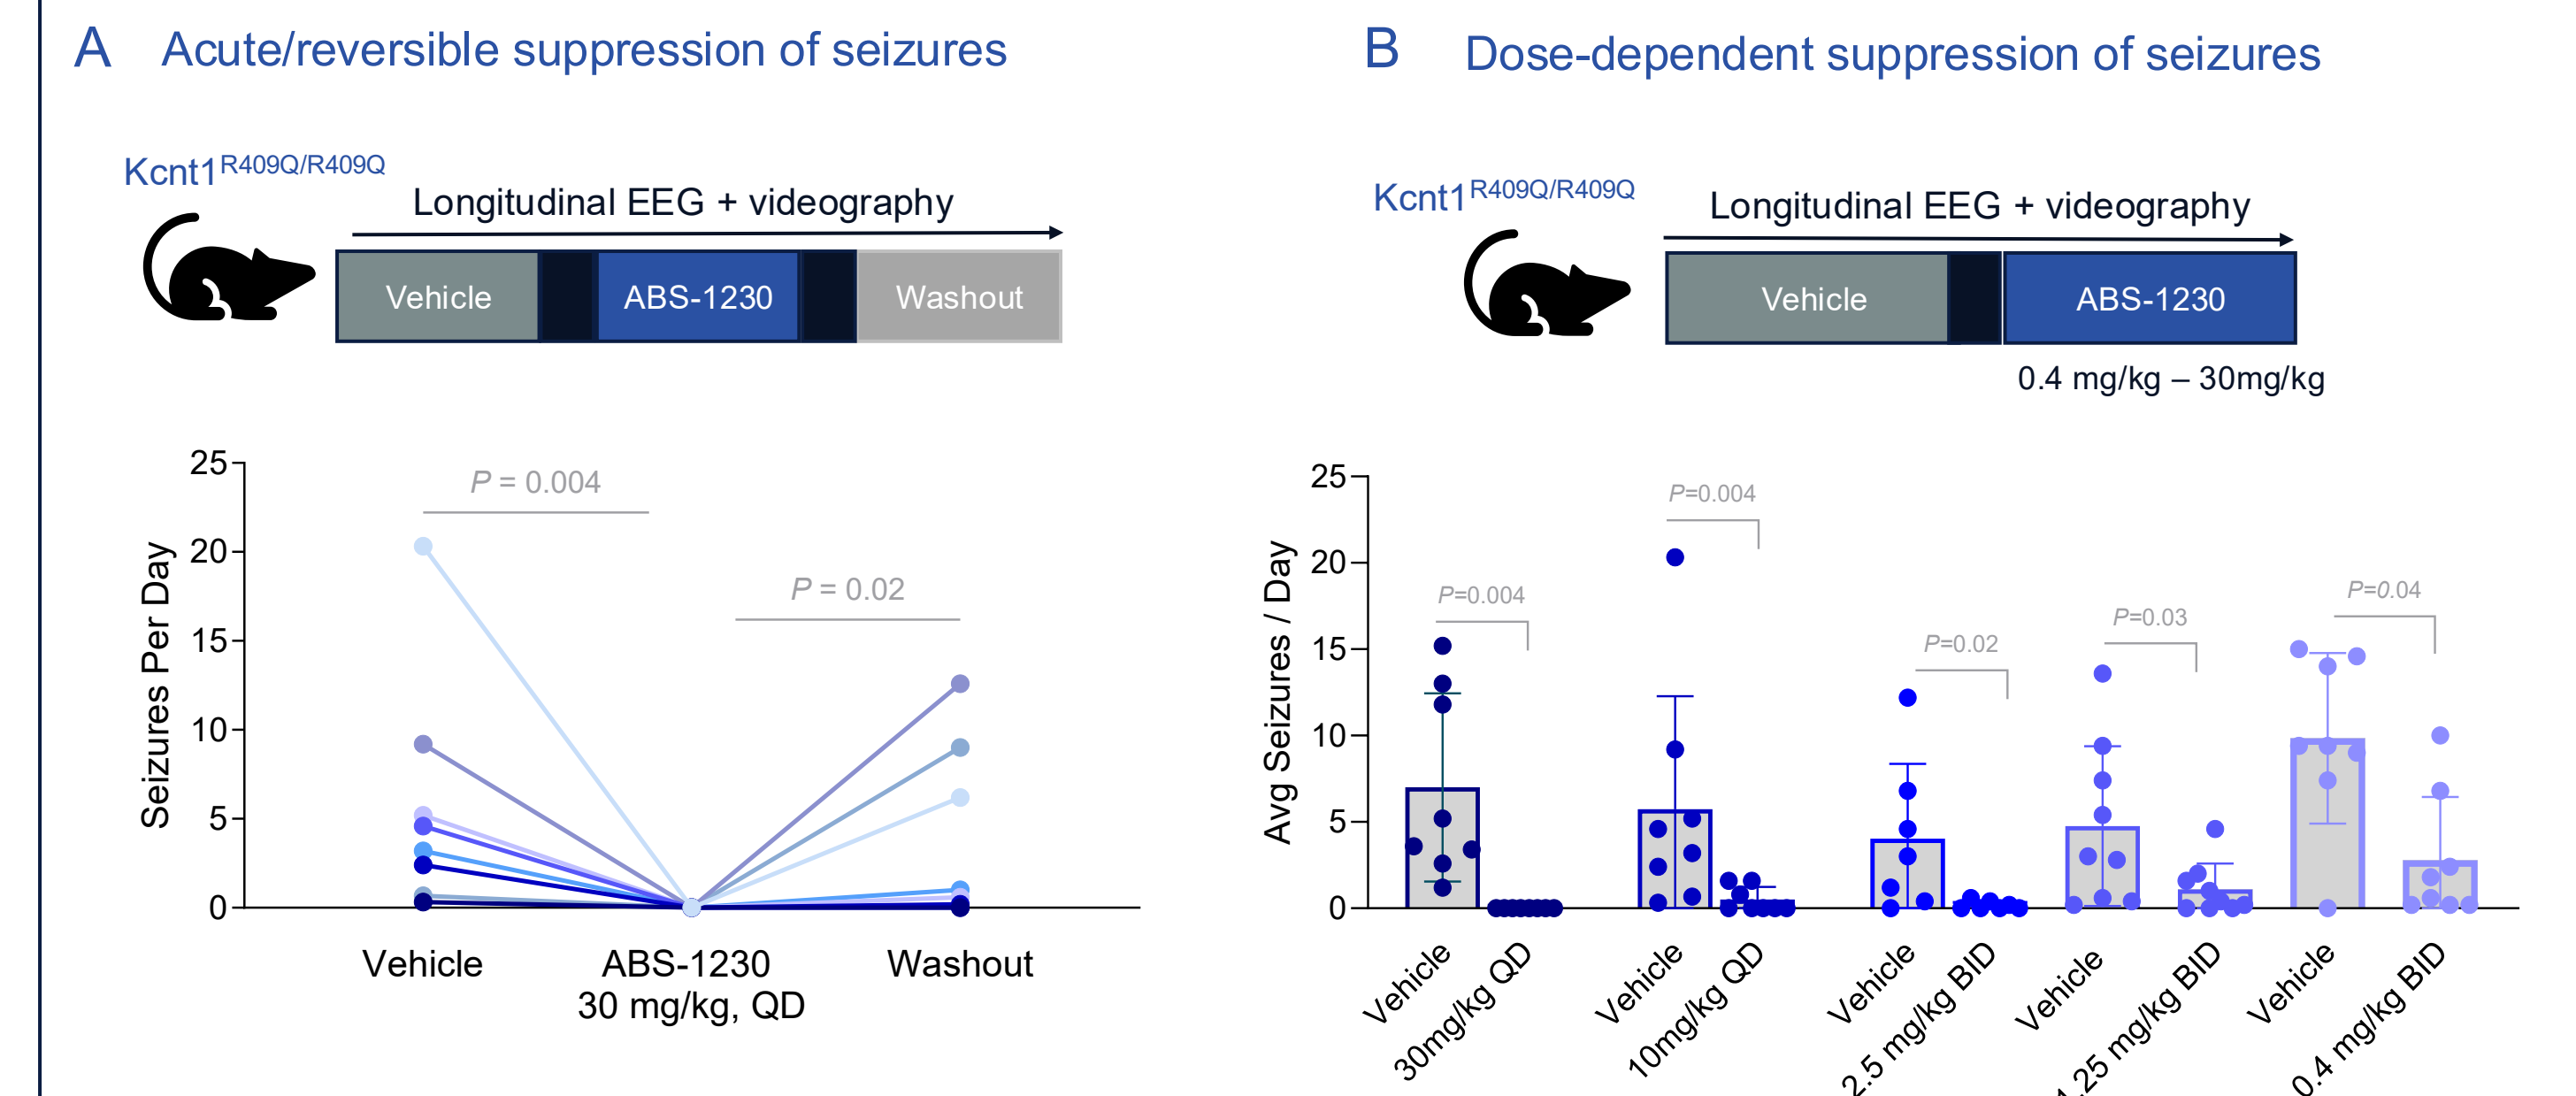 A Acute/reversible suppression of seizures
Kcnt1R409Q/R409Q
Longitudinal EEG + videography
Vehicle
ABS-1230
Washout
25
20
15
10
5
0
Seizures Per Day
P = 0.004
P = 0.02
Vehicle
ABS-1230
30 mg/kg, QD
Washout
B Dose-dependent suppression of seizures
Kcnt1R409Q/R409Q
Longitudinal EEG + videography
Vehicle
ABS-1230
0.4 mg/kg – 30mg/kg
25
20
15
10
5
0
Avg Seizures / Day
P=0.004
P=0.004
P=0.02
P=0.03
P=0.04
Vehicle
30mg/kg QD
Vehicle
10mg/kg QD
Vehicle
2.5 mg/kg BID
Vehicle
.25 mg/kg BID
Vehicle
0.4 mg/kg BID